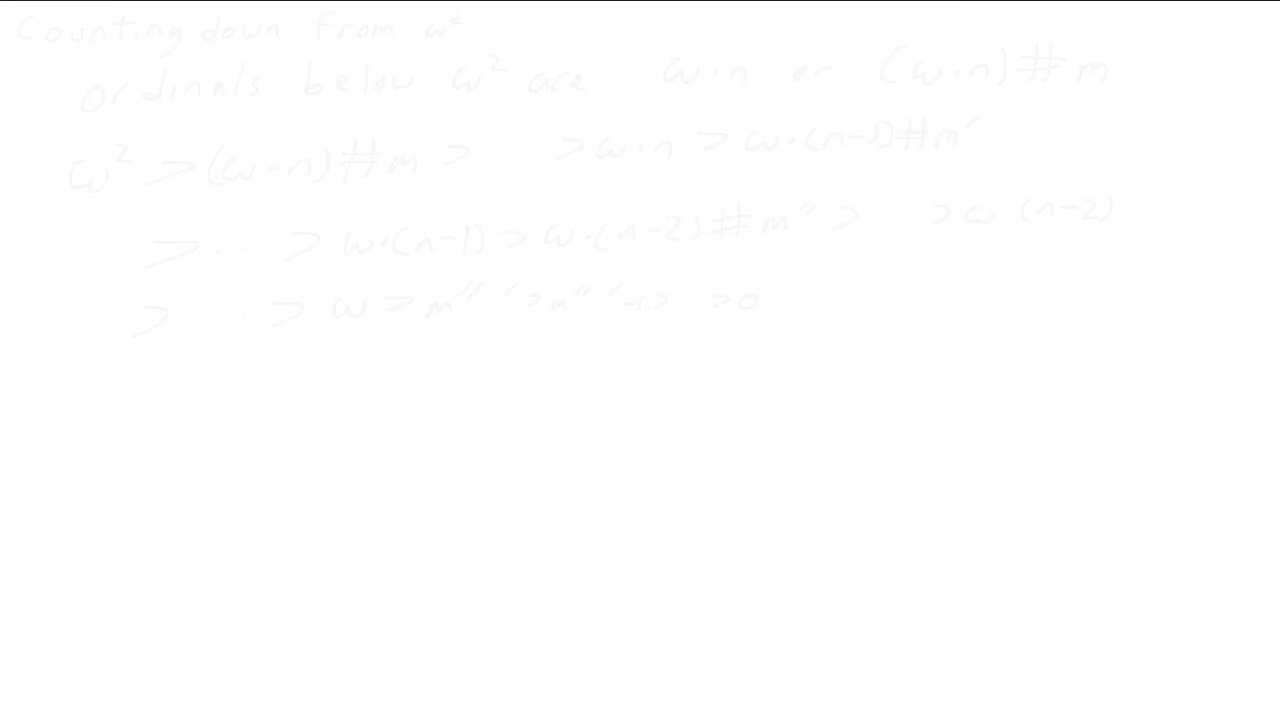 Counting down from ω²
ordinals below ω² are ω·n or (ω·n)#m
ω² > (ω·n)#m > > ω·n > ω·(n-1)#m'
> · · > ω·(n-1) > ω·(n-2)#m'' > > ω (n-2)
> · > ω > m''''' > m''''' -1 > > 0